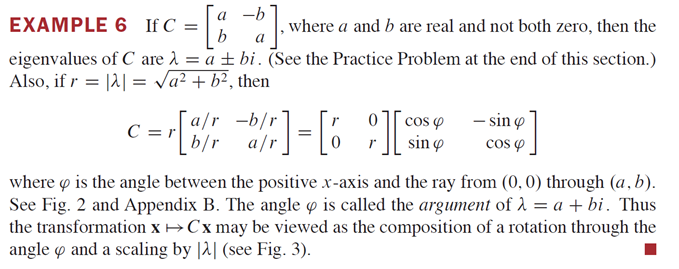 EXAMPLE 6 If C = [a −b; b a], where a and b are real and not both zero, then the
eigenvalues of C are λ = a ± bi. (See the Practice Problem at the end of this section.)
Also, if r = |λ| = √(a² + b²), then
C = r[a/r −b/r; b/r a/r] = [r 0; 0 r][cos φ − sin φ; sin φ cos φ]
where φ is the angle between the positive x-axis and the ray from (0, 0) through (a, b).
See Fig. 2 and Appendix B. The angle φ is called the argument of λ = a + bi. Thus
the transformation x ↦ Cx may be viewed as the composition of a rotation through the
angle φ and a scaling by |λ| (see Fig. 3).